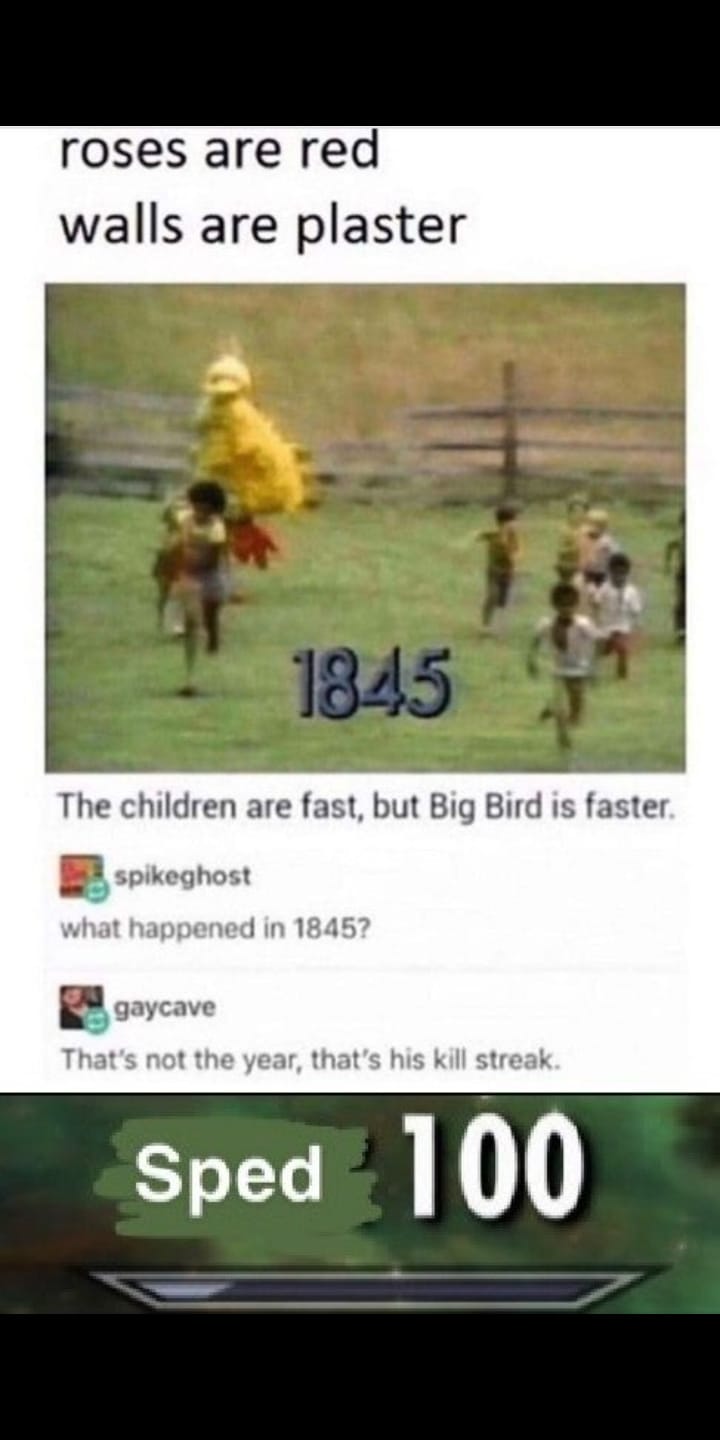 roses are red
walls are plaster
1845
The children are fast, but Big Bird is faster.
spikeghost
what happened in 1845?
gaycave
That's not the year, that's his kill streak.
Sped 100